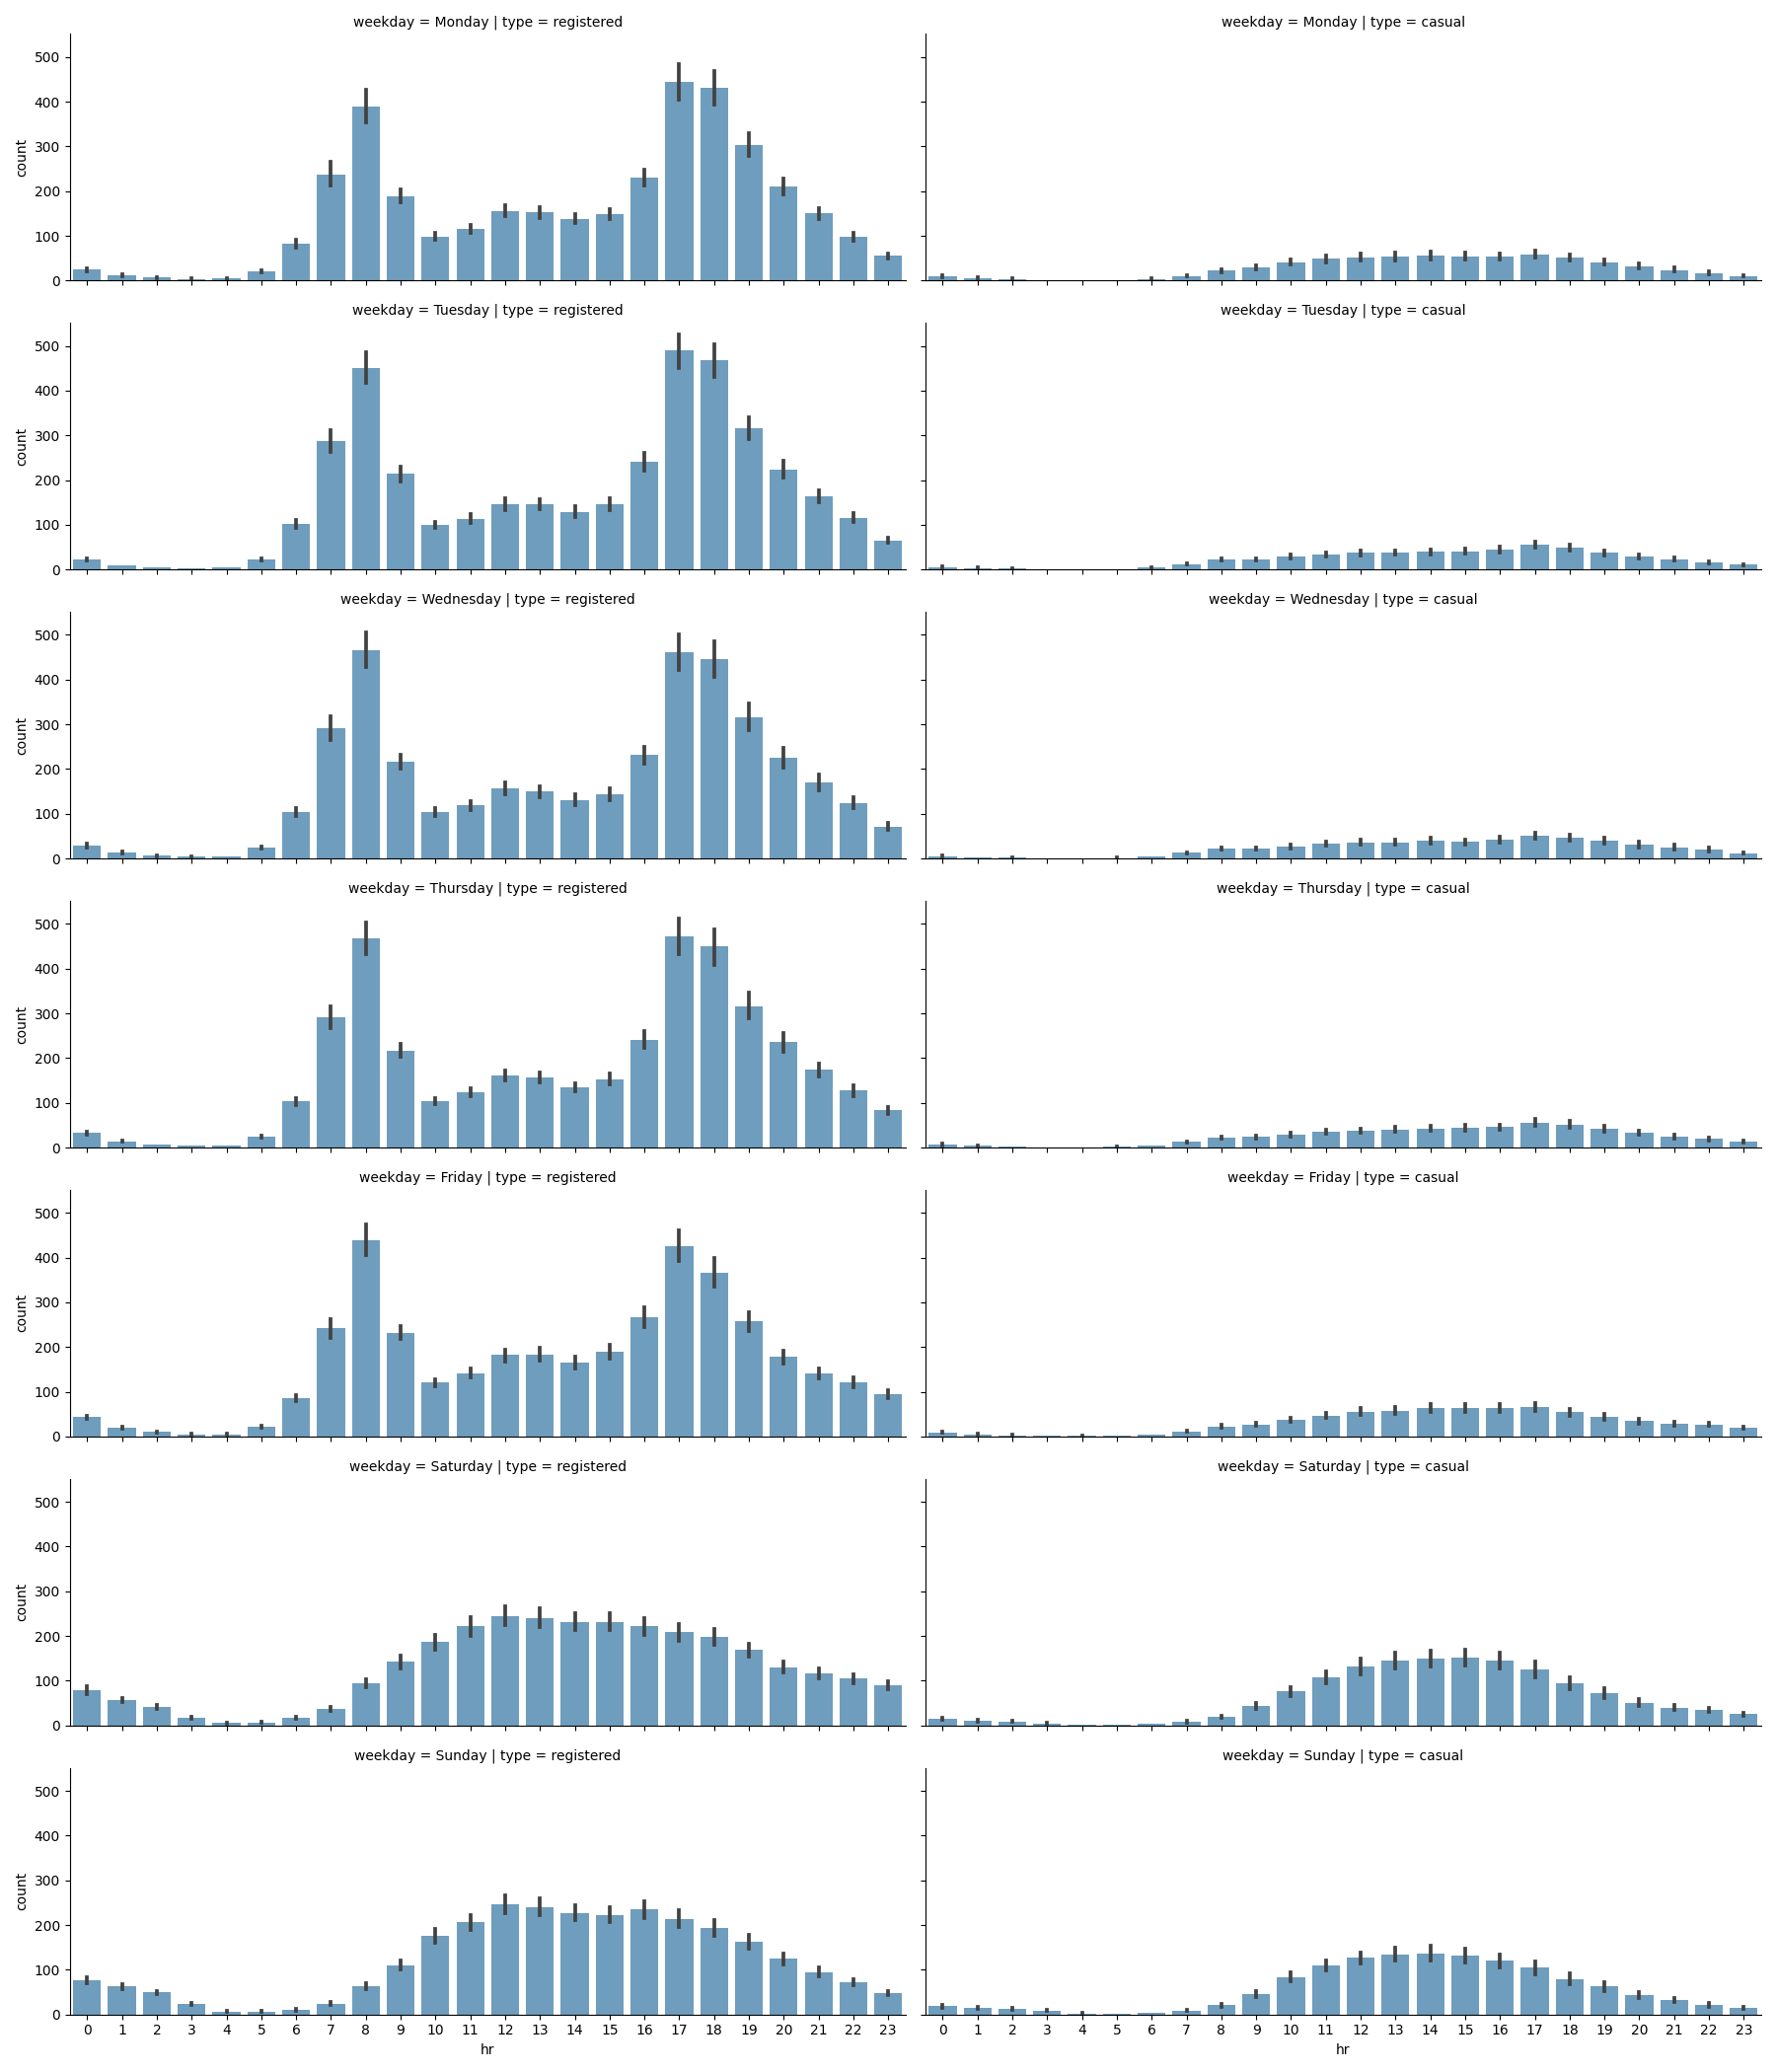 weekday = Monday | type = registered
weekday = Monday | type = casual
500
400
300
200
100
0
count
weekday = Tuesday | type = registered
weekday = Tuesday | type = casual
500
400
300
200
100
0
count
weekday = Wednesday | type = registered
weekday = Wednesday | type = casual
500
400
300
200
100
0
count
weekday = Thursday | type = registered
weekday = Thursday | type = casual
500
400
300
200
100
0
count
weekday = Friday | type = registered
weekday = Friday | type = casual
500
400
300
200
100
0
count
weekday = Saturday | type = registered
weekday = Saturday | type = casual
500
400
300
200
100
0
count
weekday = Sunday | type = registered
weekday = Sunday | type = casual
500
400
300
200
100
0
count
0 1 2 3 4 5 6 7 8 9 10 11 12 13 14 15 16 17 18 19 20 21 22 23
hr
0 1 2 3 4 5 6 7 8 9 10 11 12 13 14 15 16 17 18 19 20 21 22 23
hr